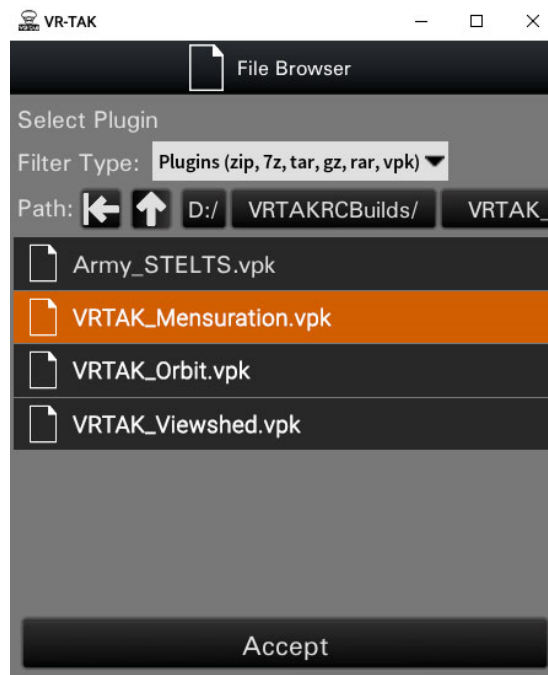 VR-TAK
File Browser
Select Plugin
Filter Type: Plugins (zip, 7z, tar, gz, rar, vpk)
Path: D:/ VRTAKRCBuilds/ VRTAK_
Army_STELTS.vpk
VRTAK_Mensuration.vpk
VRTAK_Orbit.vpk
VRTAK_Viewshed.vpk
Accept